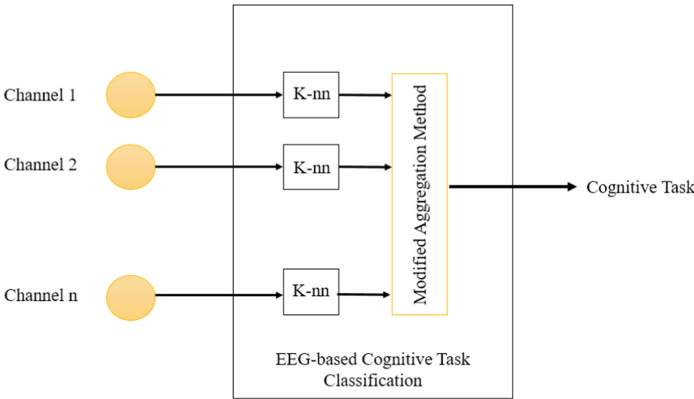 Channel 1
K-nn
Channel 2
K-nn
Channel n
K-nn
Modified Aggregation Method
Cognitive Task
EEG-based Cognitive Task
Classification